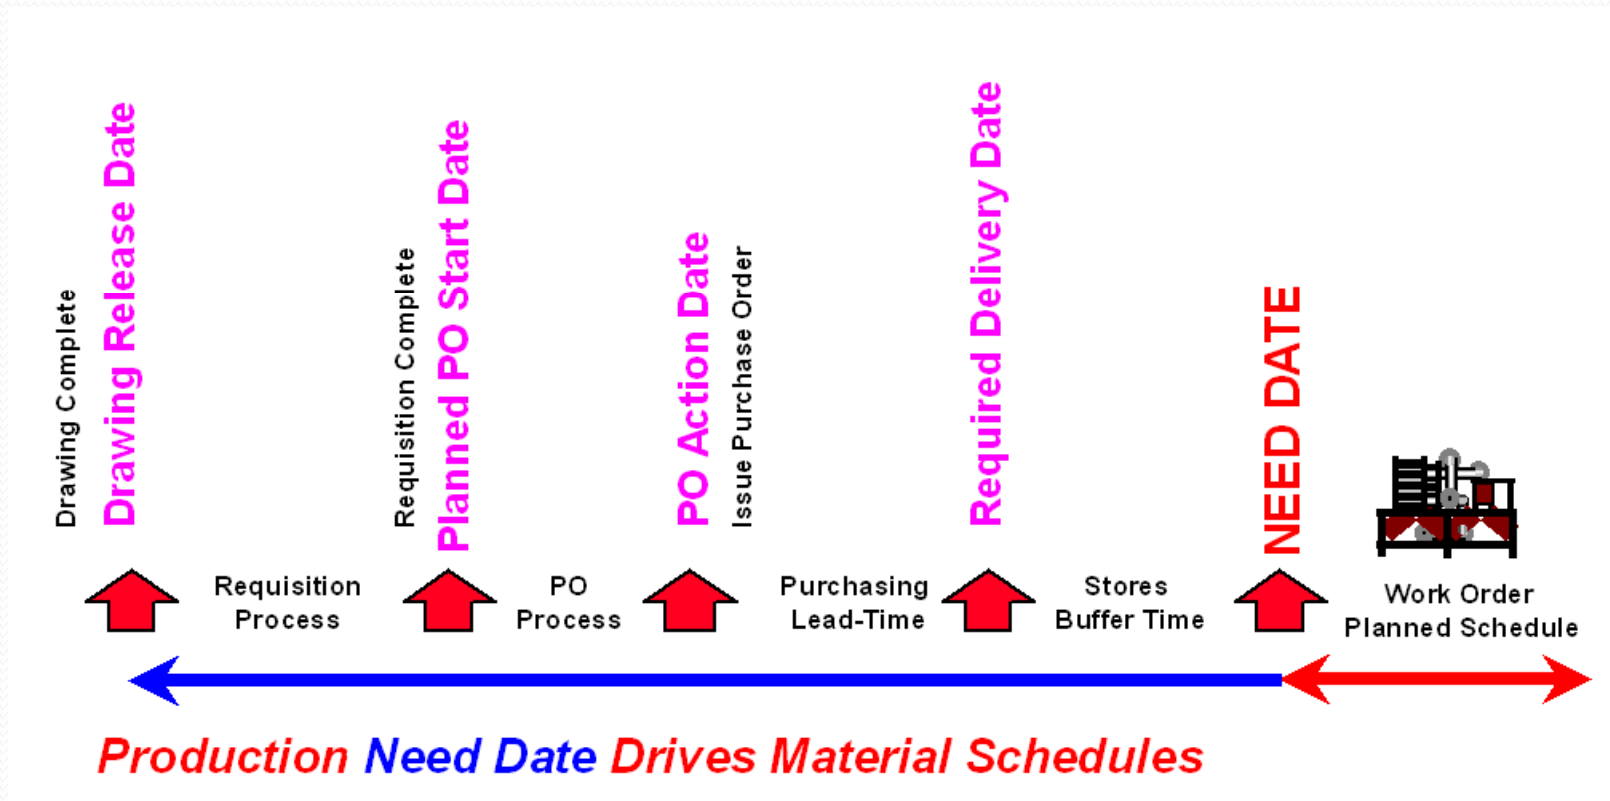 Drawing Complete
Drawing Release Date
Requisition Complete
Planned PO Start Date
PO Action Date
Issue Purchase Order
Required Delivery Date
NEED DATE
Requisition
Process
PO
Process
Purchasing
Lead-Time
Stores
Buffer Time
Work Order
Planned Schedule
Production Need Date Drives Material Schedules